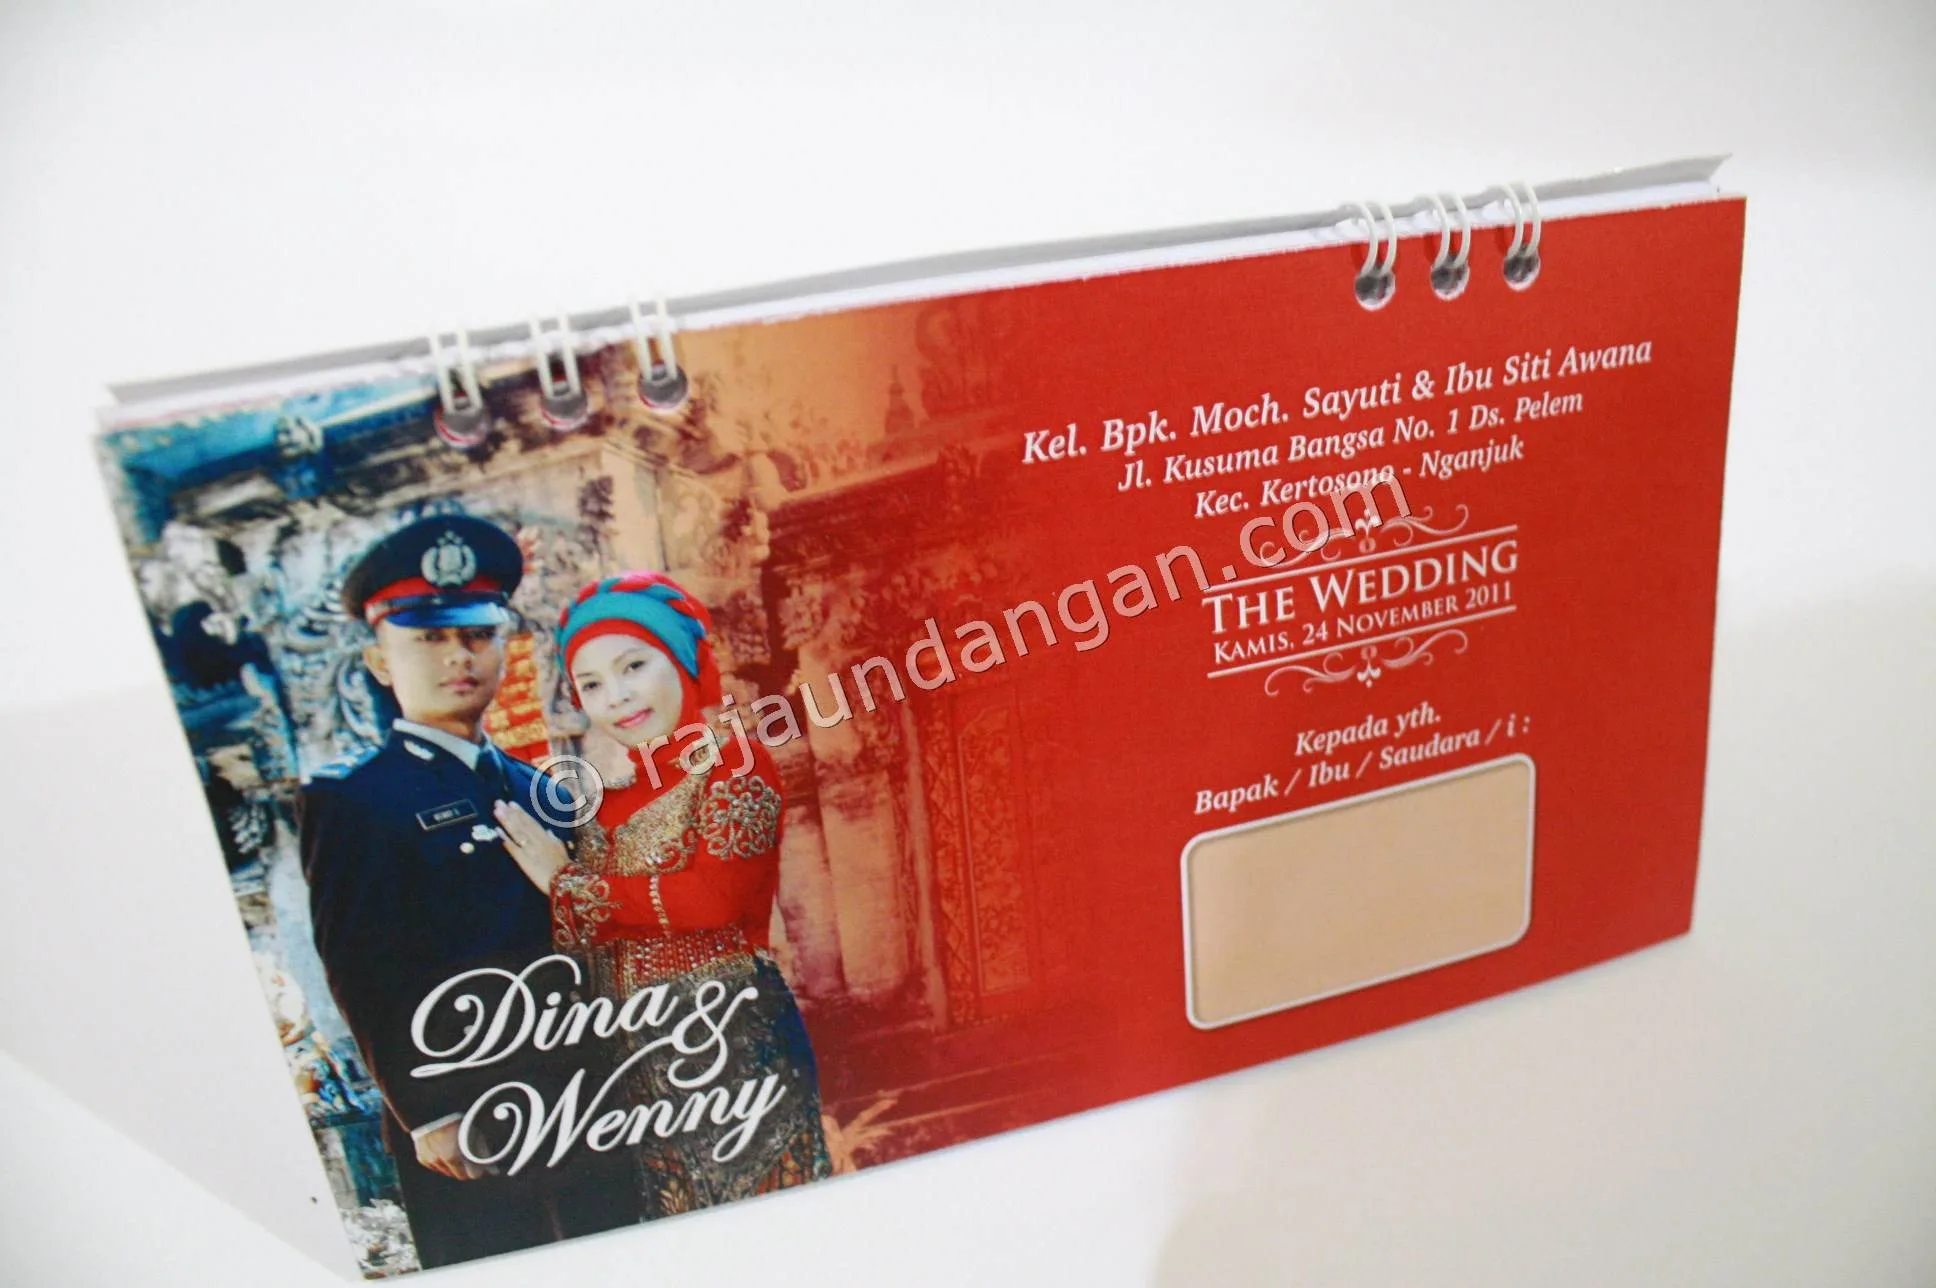 Kel. Bpk. Moch. Sayuti & Ibu Siti Awana
Jl. Kusuma Bangsa No. 1 Ds. Pelem
Kec. Kertosono - Nganjuk
THE WEDDING
KAMIS, 24 NOVEMBER 2011
Kepada yth.
Bapak / Ibu / Saudara / i :
Dina &
Wenny
© rajaundangan.com